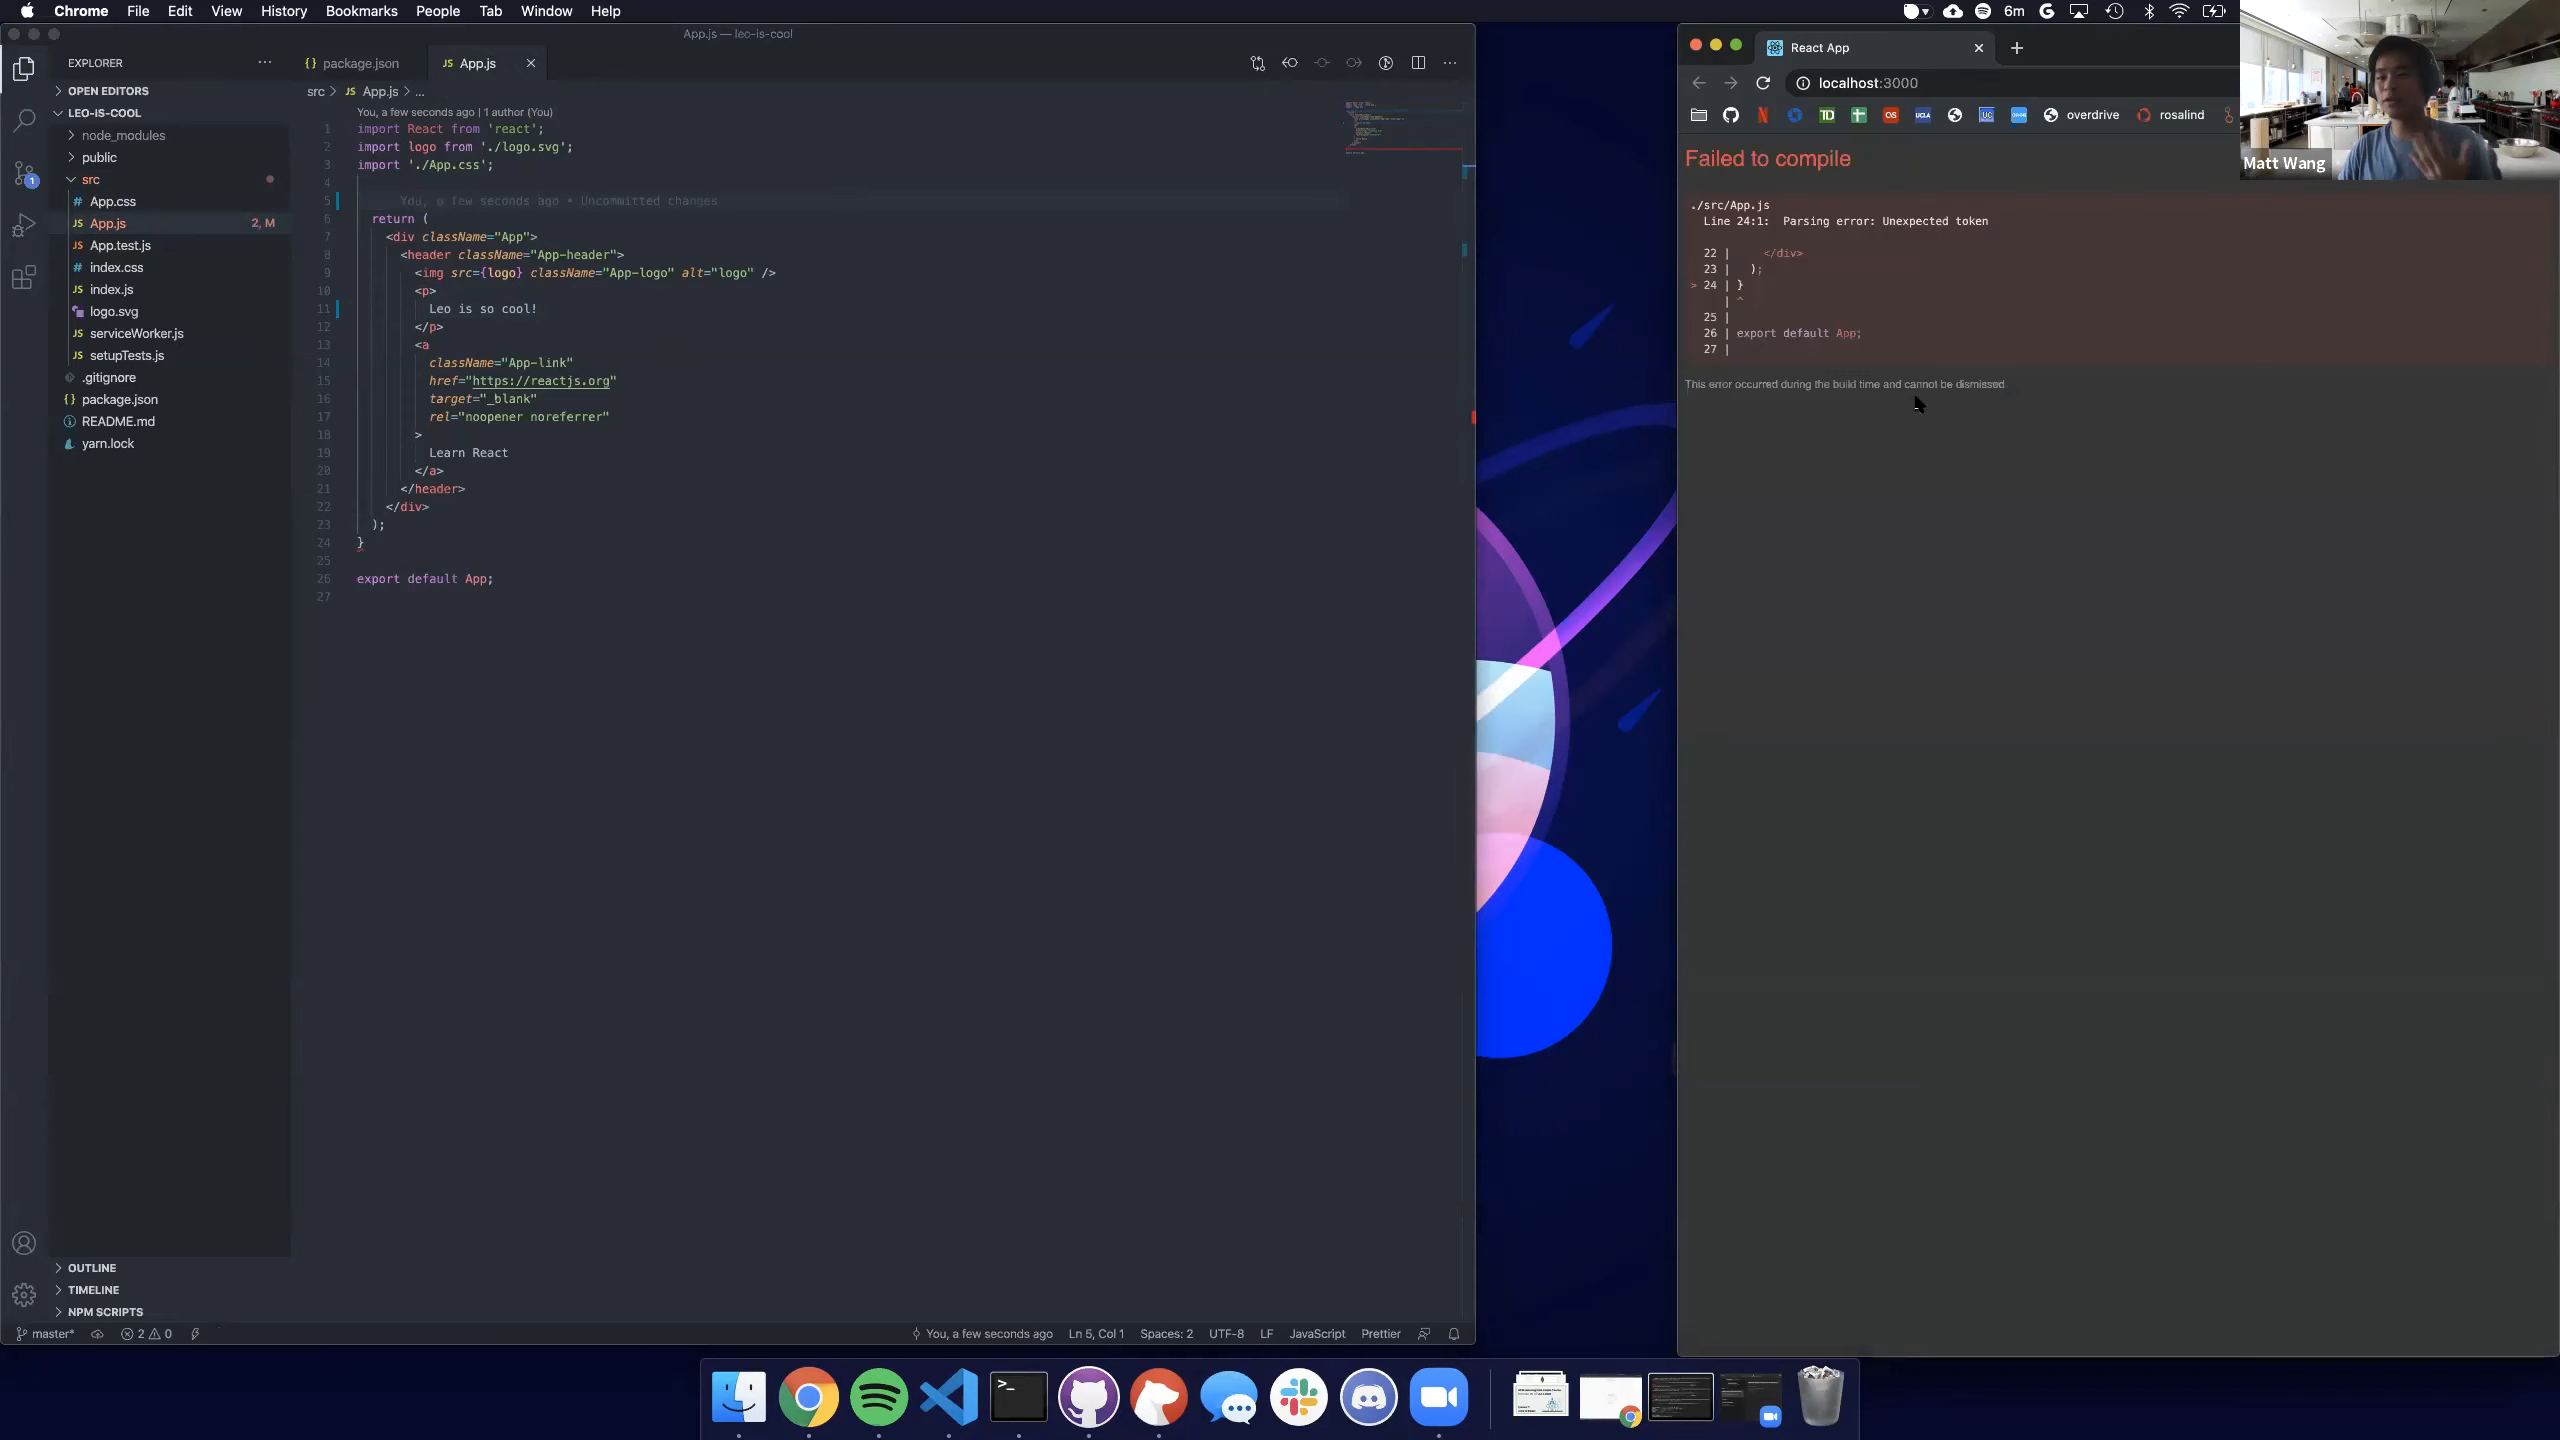 Chrome File Edit View History Bookmarks People Tab Window Help
6m
App.js — leo-is-cool
EXPLORER
package.json
App.js
OPEN EDITORS
LEO-IS-COOL
node_modules
public
src
App.css
App.js 2, M
App.test.js
index.css
index.js
logo.svg
serviceWorker.js
setupTests.js
.gitignore
package.json
README.md
yarn.lock
OUTLINE
TIMELINE
NPM SCRIPTS
src > JS App.js > ...
You, a few seconds ago | 1 author (You)
1 import React from 'react';
2 import logo from './logo.svg';
3 import './App.css';
4
5 You, a few seconds ago • Uncommitted changes
6 return (
7 <div className="App">
8 <header className="App-header">
9 <img src={logo} className="App-logo" alt="logo" />
10 <p>
11 Leo is so cool!
12 </p>
13 <a
14 className="App-link"
15 href="https://reactjs.org"
16 target="_blank"
17 rel="noopener noreferrer"
18 >
19 Learn React
20 </a>
21 </header>
22 </div>
23 );
24 }
25
26 export default App;
27
master* 2 0 You, a few seconds ago Ln 5, Col 1 Spaces: 2 UTF-8 LF JavaScript Prettier
React App
localhost:3000
TD UCLA UC overdrive rosalind
Failed to compile
./src/App.js
Line 24:1: Parsing error: Unexpected token
22 | </div>
23 | );
> 24 | }
| ^
25 |
26 | export default App;
27 |
This error occurred during the build time and cannot be dismissed.
Matt Wang